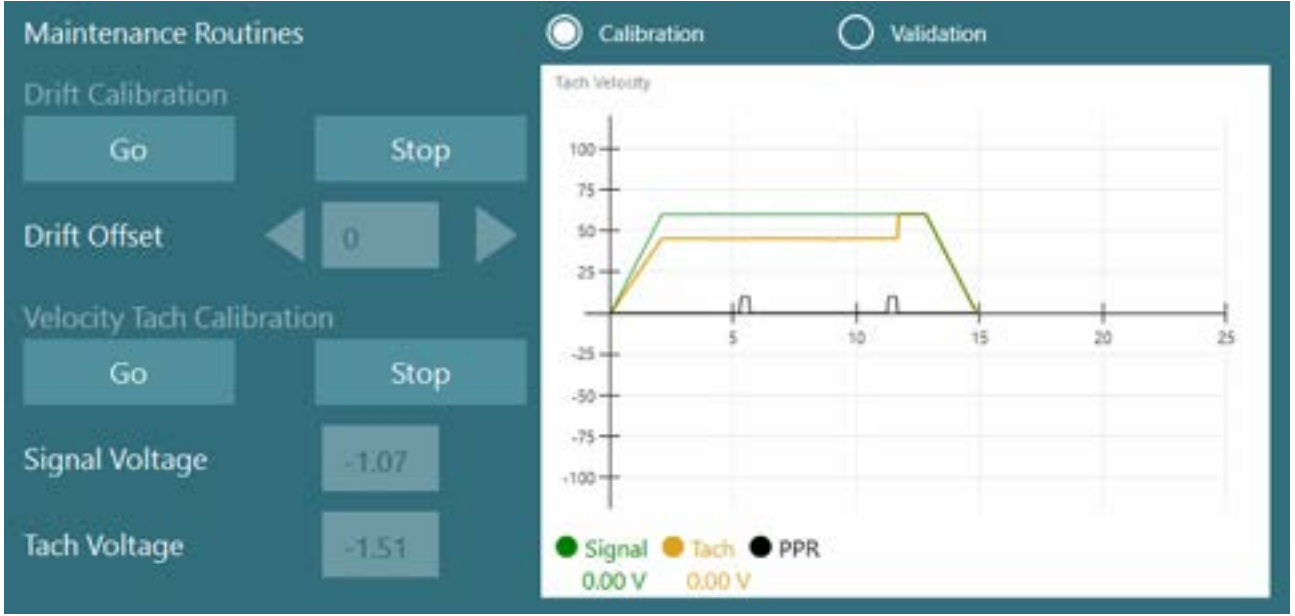 Maintenance Routines
Calibration Validation
Drift Calibration
Go Stop
Drift Offset 0
Velocity Tach Calibration
Go Stop
Signal Voltage -1.07
Tach Voltage -1.51
Tach Velocity
100
75
50
25
-25
-50
-75
-100
5 10 15 20 25
Signal Tach PPR
0.00 V 0.00 V